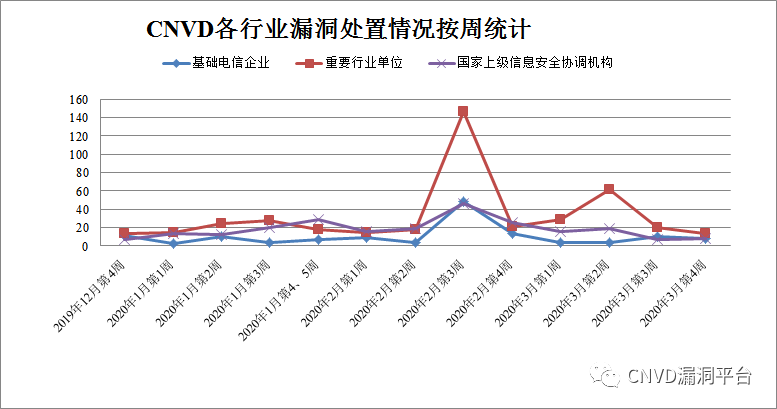 CNVD各行业漏洞处置情况按周统计
基础电信企业 重要行业单位 国家上级信息安全协调机构
160
140
120
100
80
60
40
20
0
2019年12月第4周
2020年1月第1周
2020年1月第2周
2020年1月第3周
2020年1月第4、5周
2020年2月第1周
2020年2月第2周
2020年2月第3周
2020年2月第4周
2020年3月第1周
2020年3月第2周
2020年3月第3周
2020年3月第4周
CNVD漏洞平台